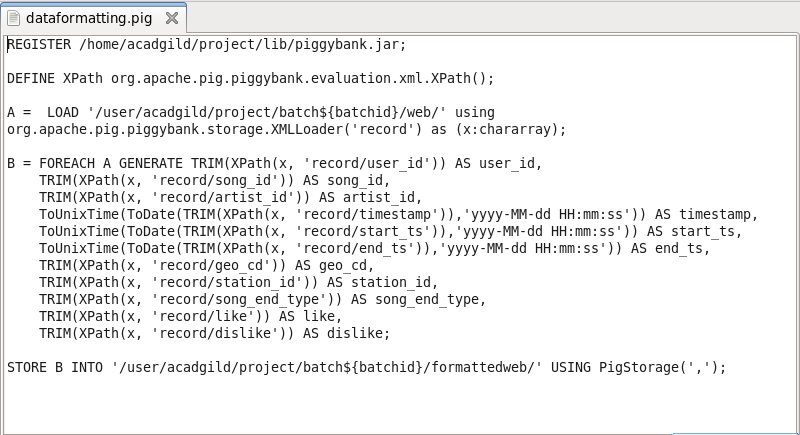 dataformatting.pig
REGISTER /home/acadgild/project/lib/piggybank.jar;
DEFINE XPath org.apache.pig.piggybank.evaluation.xml.XPath();
A =  LOAD '/user/acadgild/project/batch${batchid}/web/' using
org.apache.pig.piggybank.storage.XMLLoader('record') as (x:chararray);
B = FOREACH A GENERATE TRIM(XPath(x, 'record/user_id')) AS user_id,
    TRIM(XPath(x, 'record/song_id')) AS song_id,
    TRIM(XPath(x, 'record/artist_id')) AS artist_id,
    ToUnixTime(ToDate(TRIM(XPath(x, 'record/timestamp')),'yyyy-MM-dd HH:mm:ss')) AS timestamp,
    ToUnixTime(ToDate(TRIM(XPath(x, 'record/start_ts')),'yyyy-MM-dd HH:mm:ss')) AS start_ts,
    ToUnixTime(ToDate(TRIM(XPath(x, 'record/end_ts')),'yyyy-MM-dd HH:mm:ss')) AS end_ts,
    TRIM(XPath(x, 'record/geo_cd')) AS geo_cd,
    TRIM(XPath(x, 'record/station_id')) AS station_id,
    TRIM(XPath(x, 'record/song_end_type')) AS song_end_type,
    TRIM(XPath(x, 'record/like')) AS like,
    TRIM(XPath(x, 'record/dislike')) AS dislike;
STORE B INTO '/user/acadgild/project/batch${batchid}/formattedweb/' USING PigStorage(',');